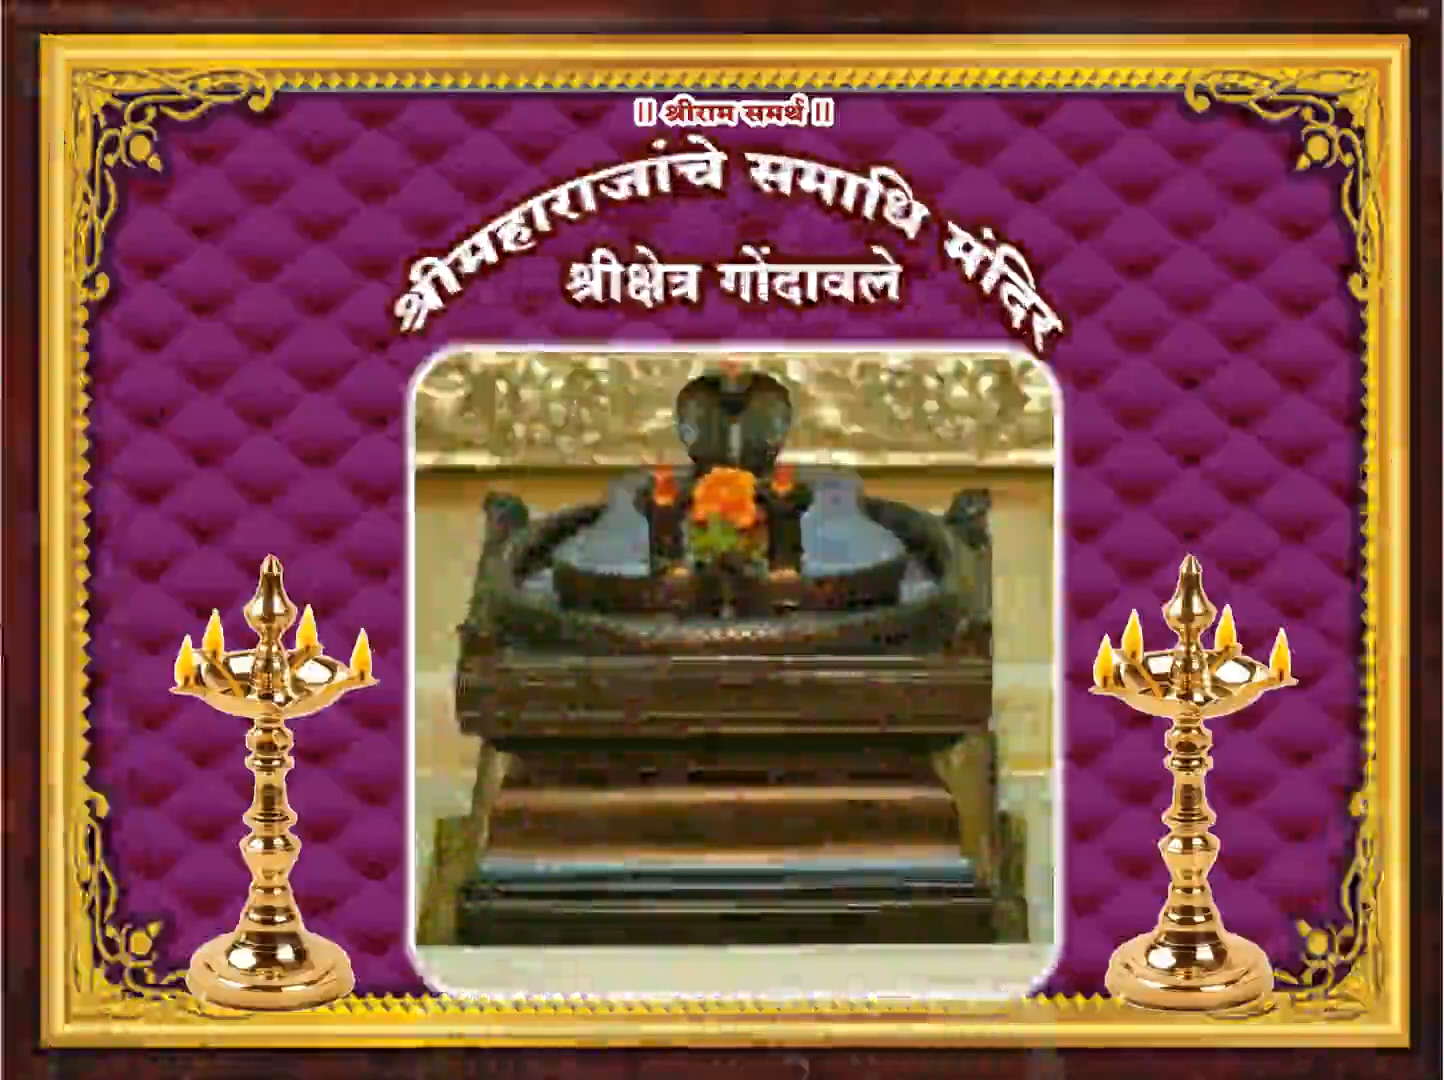 ॥ श्रीराम समर्थ ॥
श्रीमहाराजांचे समाधि मंदिर
श्रीक्षेत्र गोंदावले